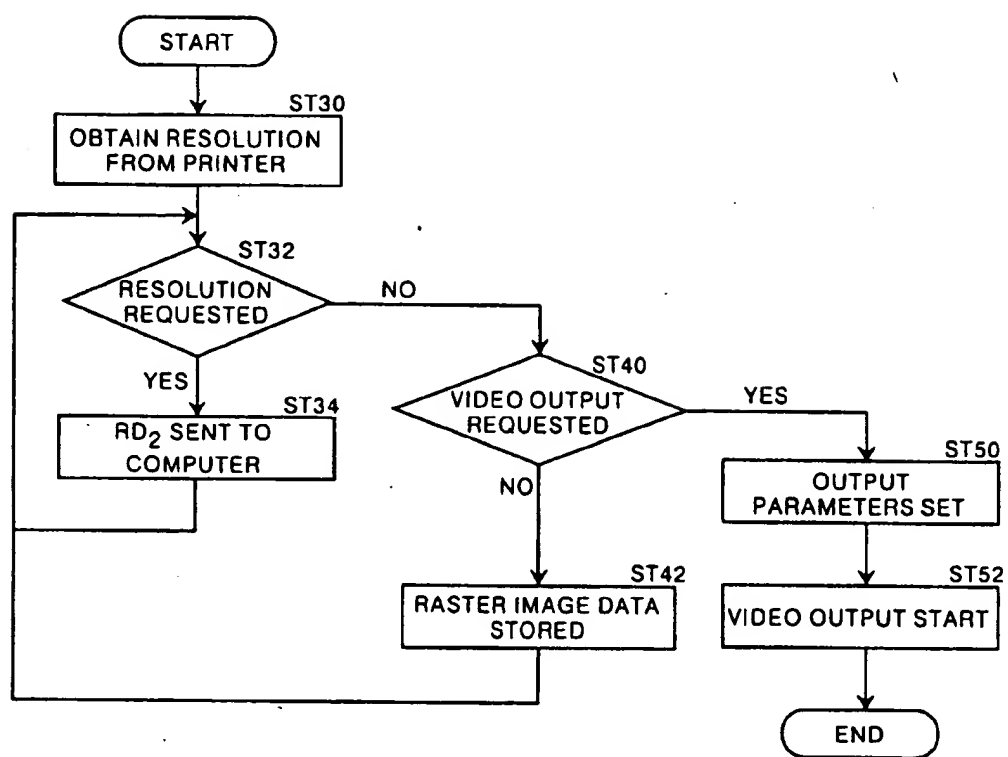 START
ST30
OBTAIN RESOLUTION
FROM PRINTER
ST32
RESOLUTION
REQUESTED
NO
YES
ST34
RD₂ SENT TO
COMPUTER
ST40
VIDEO OUTPUT
REQUESTED
YES
NO
ST42
RASTER IMAGE DATA
STORED
ST50
OUTPUT
PARAMETERS SET
ST52
VIDEO OUTPUT START
END